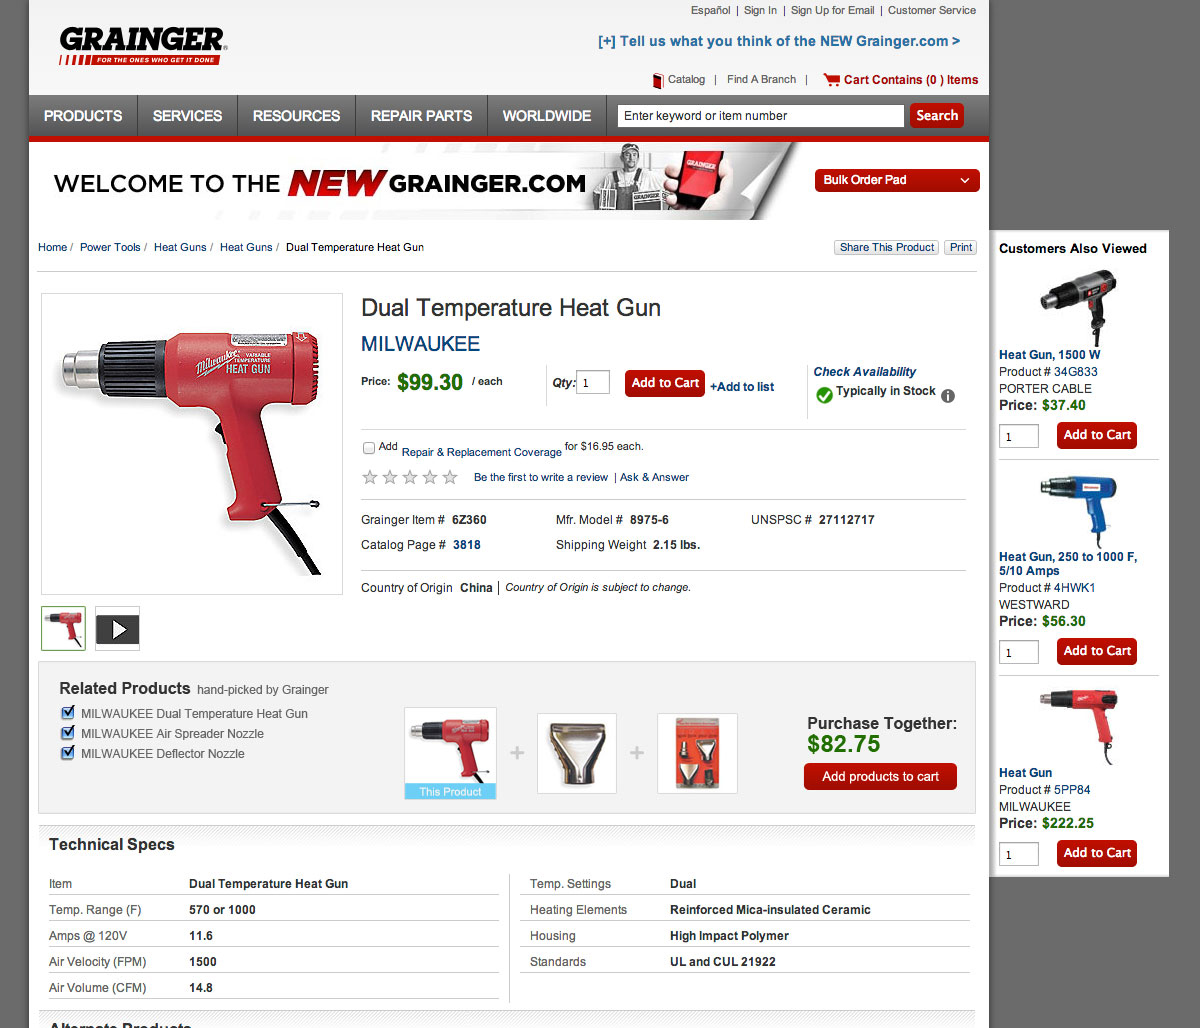 Español | Sign In | Sign Up for Email | Customer Service
GRAINGER®
FOR THE ONES WHO GET IT DONE
[+] Tell us what you think of the NEW Grainger.com >
Catalog | Find A Branch | Cart Contains (0 ) Items
PRODUCTS SERVICES RESOURCES REPAIR PARTS WORLDWIDE Enter keyword or item number Search
WELCOME TO THE NEW GRAINGER.COM
GRAINGER
GRAINGER
Bulk Order Pad
Home / Power Tools / Heat Guns / Heat Guns / Dual Temperature Heat Gun
Share This Product Print
Milwaukee VARIABLE TEMPERATURE
HEAT GUN
Dual Temperature Heat Gun
MILWAUKEE
Price: $99.30 / each
Qty: 1 Add to Cart +Add to list
Check Availability
Typically in Stock
Add Repair & Replacement Coverage for $16.95 each.
Be the first to write a review | Ask & Answer
Grainger Item # 6Z360 Mfr. Model # 8975-6 UNSPSC # 27112717
Catalog Page # 3818 Shipping Weight 2.15 lbs.
Country of Origin China | Country of Origin is subject to change.
Related Products hand-picked by Grainger
MILWAUKEE Dual Temperature Heat Gun
MILWAUKEE Air Spreader Nozzle
MILWAUKEE Deflector Nozzle
This Product
+
+
Purchase Together:
$82.75
Add products to cart
Technical Specs
Item Dual Temperature Heat Gun
Temp. Range (F) 570 or 1000
Amps @ 120V 11.6
Air Velocity (FPM) 1500
Air Volume (CFM) 14.8
Temp. Settings Dual
Heating Elements Reinforced Mica-insulated Ceramic
Housing High Impact Polymer
Standards UL and CUL 21922
Alternate Products
Customers Also Viewed
Heat Gun, 1500 W
Product # 34G833
PORTER CABLE
Price: $37.40
1 Add to Cart
Heat Gun, 250 to 1000 F,
5/10 Amps
Product # 4HWK1
WESTWARD
Price: $56.30
1 Add to Cart
Heat Gun
Product # 5PP84
MILWAUKEE
Price: $222.25
1 Add to Cart